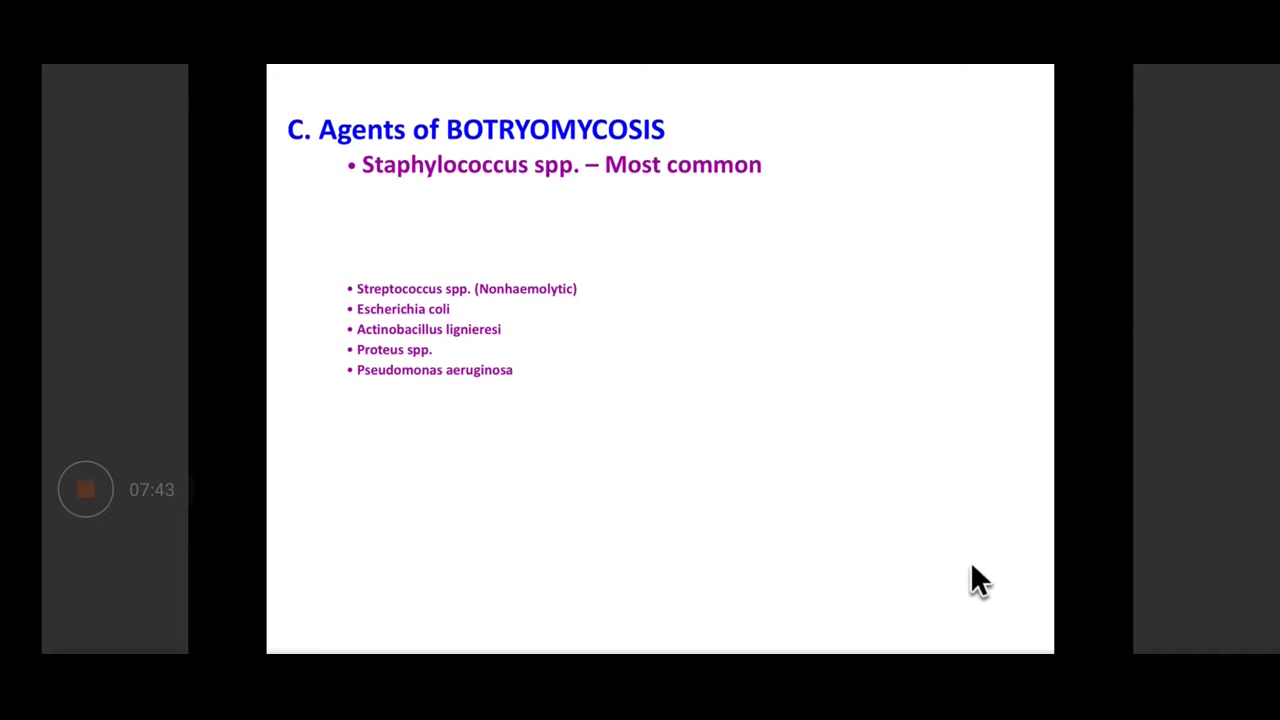 C. Agents of BOTRYOMYCOSIS
• Staphylococcus spp. – Most common
• Streptococcus spp. (Nonhaemolytic)
• Escherichia coli
• Actinobacillus lignieresi
• Proteus spp.
• Pseudomonas aeruginosa
07:43